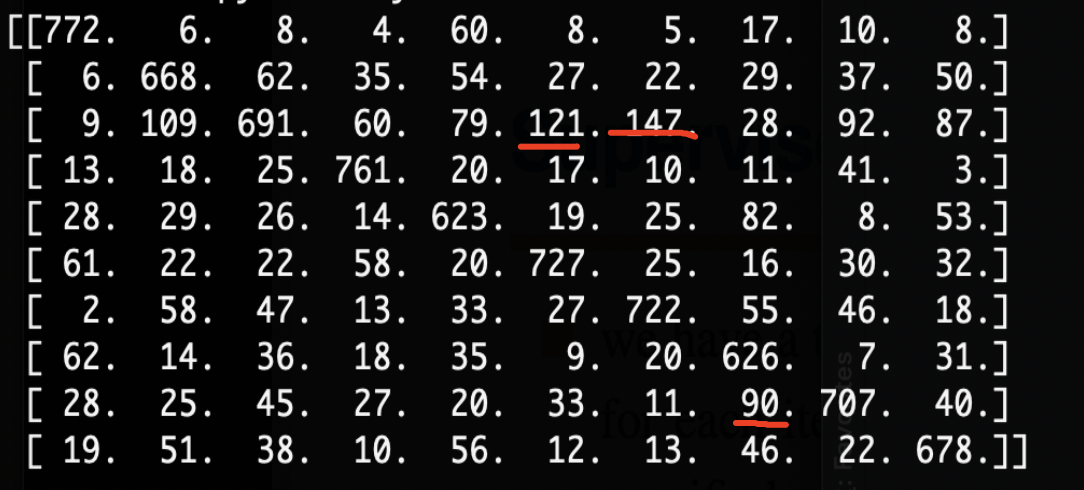 [[772. 6. 8. 4. 60. 8. 5. 17. 10. 8.]
[ 6. 668. 62. 35. 54. 27. 22. 29. 37. 50.]
[ 9. 109. 691. 60. 79. 121. 147. 28. 92. 87.]
[ 13. 18. 25. 761. 20. 17. 10. 11. 41. 3.]
[ 28. 29. 26. 14. 623. 19. 25. 82. 8. 53.]
[ 61. 22. 22. 58. 20. 727. 25. 16. 30. 32.]
[ 2. 58. 47. 13. 33. 27. 722. 55. 46. 18.]
[ 62. 14. 36. 18. 35. 9. 20. 626. 7. 31.]
[ 28. 25. 45. 27. 20. 33. 11. 90. 707. 40.]
[ 19. 51. 38. 10. 56. 12. 13. 46. 22. 678.]]